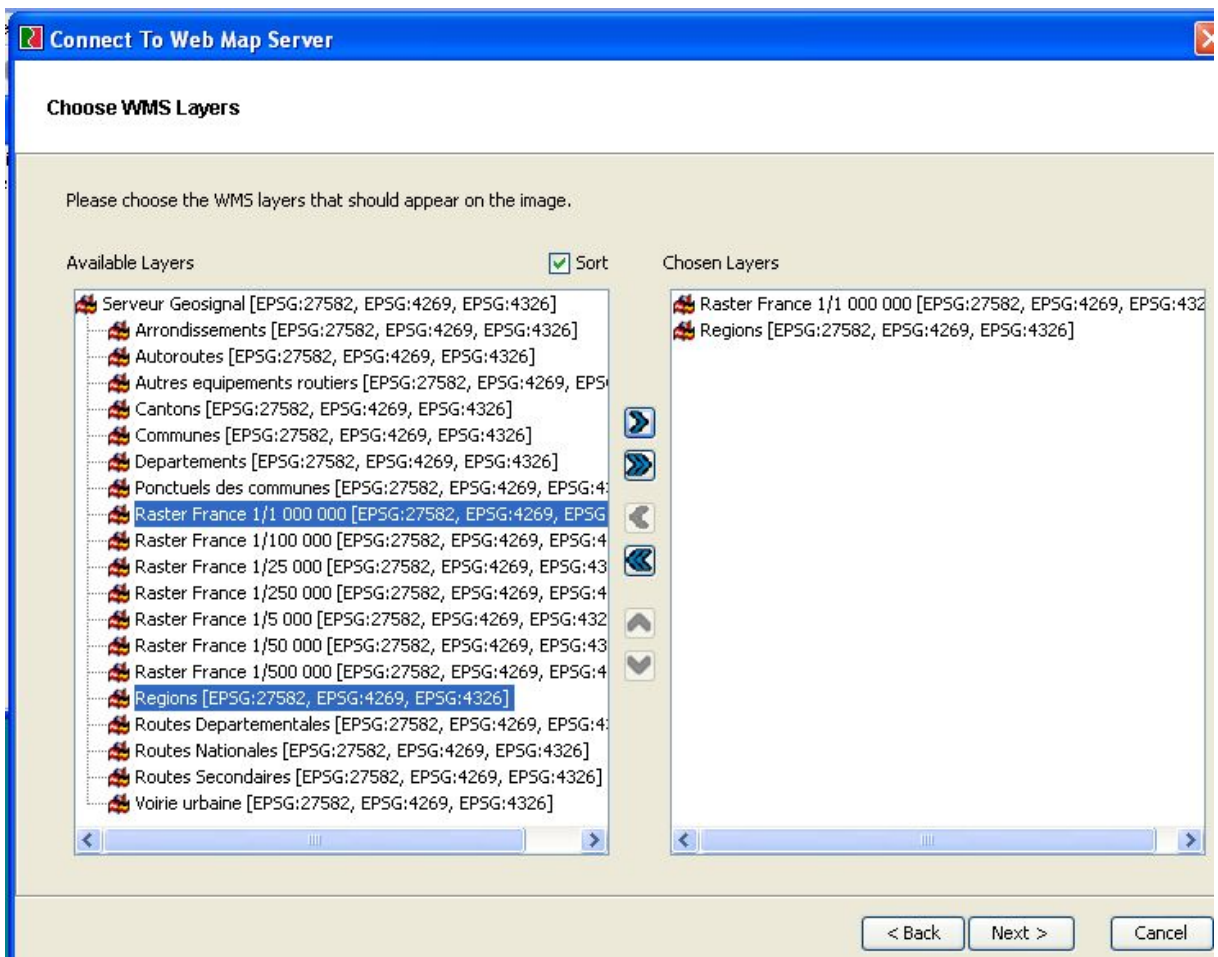 Connect To Web Map Server
Choose WMS Layers
Please choose the WMS layers that should appear on the image.
Available Layers
Sort
Serveur Geosignal [EPSG:27582, EPSG:4269, EPSG:4326]
Arrondissements [EPSG:27582, EPSG:4269, EPSG:4326]
Autoroutes [EPSG:27582, EPSG:4269, EPSG:4326]
Autres equipements routiers [EPSG:27582, EPSG:4269, EPS
Cantons [EPSG:27582, EPSG:4269, EPSG:4326]
Communes [EPSG:27582, EPSG:4269, EPSG:4326]
Departements [EPSG:27582, EPSG:4269, EPSG:4326]
Ponctuels des communes [EPSG:27582, EPSG:4269, EPSG:4
Raster France 1/1 000 000 [EPSG:27582, EPSG:4269, EPSG
Raster France 1/100 000 [EPSG:27582, EPSG:4269, EPSG:4
Raster France 1/25 000 [EPSG:27582, EPSG:4269, EPSG:43
Raster France 1/250 000 [EPSG:27582, EPSG:4269, EPSG:4
Raster France 1/5 000 [EPSG:27582, EPSG:4269, EPSG:432
Raster France 1/50 000 [EPSG:27582, EPSG:4269, EPSG:43
Raster France 1/500 000 [EPSG:27582, EPSG:4269, EPSG:4
Regions [EPSG:27582, EPSG:4269, EPSG:4326]
Routes Departementales [EPSG:27582, EPSG:4269, EPSG:4
Routes Nationales [EPSG:27582, EPSG:4269, EPSG:4326]
Routes Secondaires [EPSG:27582, EPSG:4269, EPSG:4326]
Voirie urbaine [EPSG:27582, EPSG:4269, EPSG:4326]
Chosen Layers
Raster France 1/1 000 000 [EPSG:27582, EPSG:4269, EPSG:432
Regions [EPSG:27582, EPSG:4269, EPSG:4326]
< Back
Next >
Cancel